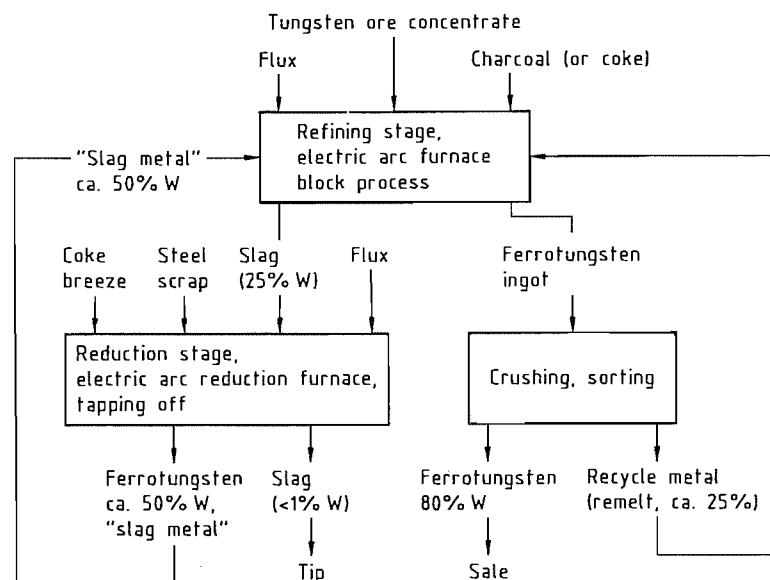 Tungsten ore concentrate
Flux
Charcoal (or coke)
Refining stage,
electric arc furnace
block process
"Slag metal"
ca. 50% W
Coke
breeze
Steel
scrap
Slag
(25% W)
Flux
Ferrotungsten
ingot
Reduction stage,
electric arc reduction furnace,
tapping off
Crushing, sorting
Ferrotungsten
ca. 50% W,
"slag metal"
Slag
(<1% W)
Ferrotungsten
80% W
Recycle metal
(remelt, ca. 25%)
Tip
Sale